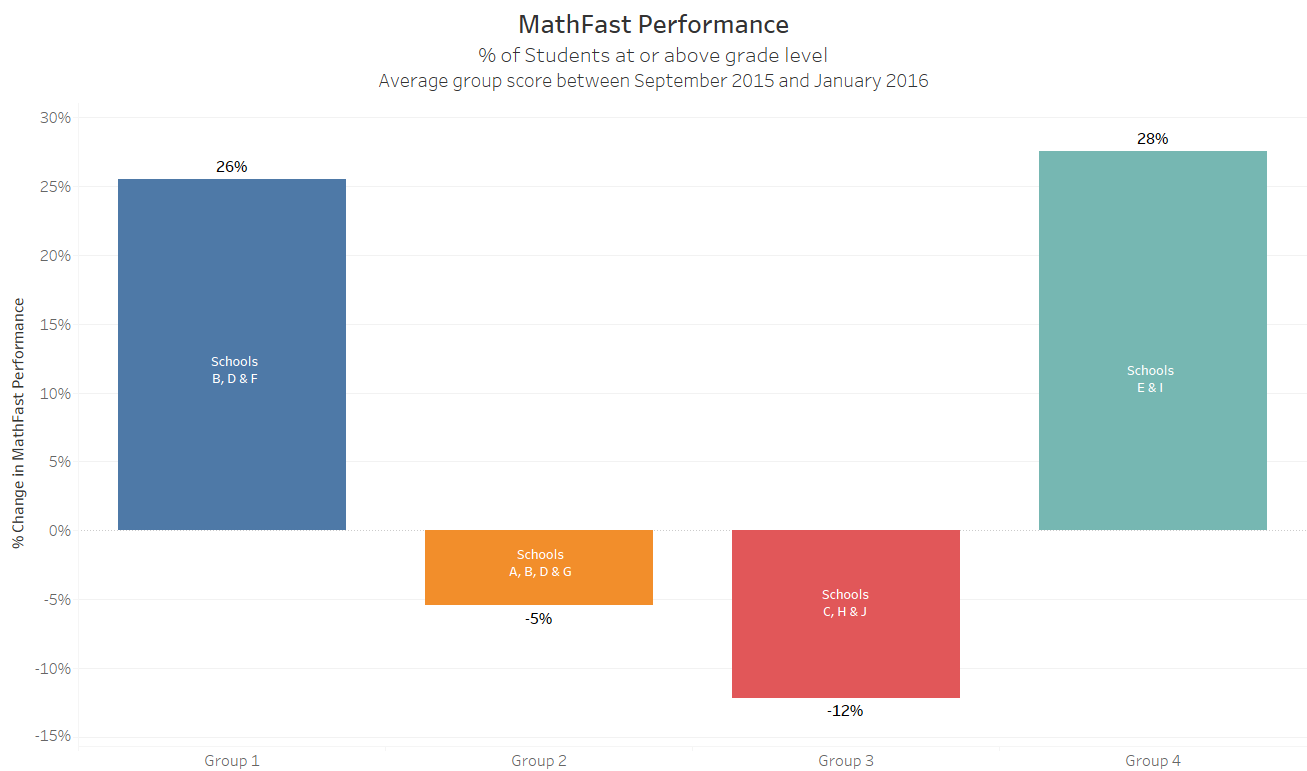 MathFast Performance
% of Students at or above grade level
Average group score between September 2015 and January 2016
% Change in MathFast Performance
30%
25%
20%
15%
10%
5%
0%
-5%
-10%
-15%
26%
Schools
B, D & F
Schools
A, B, D & G
-5%
Schools
C, H & J
-12%
28%
Schools
E & I
Group 1
Group 2
Group 3
Group 4